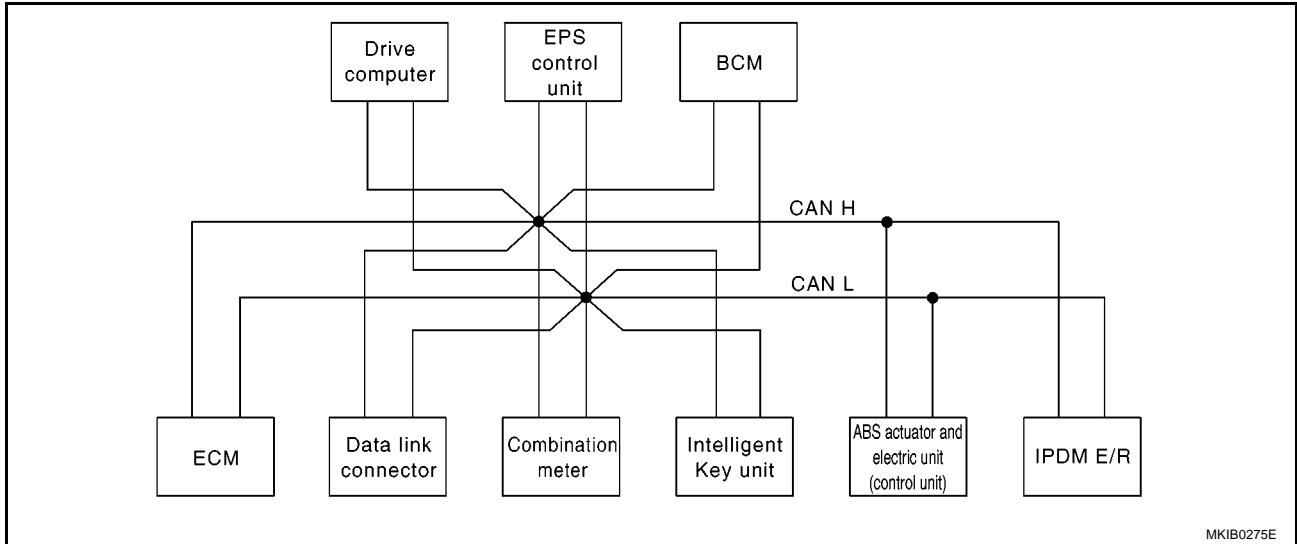 Drive
computer
EPS
control
unit
BCM
CAN H
CAN L
ECM
Data link
connector
Combination
meter
Intelligent
Key unit
ABS actuator and
electric unit
(control unit)
IPDM E/R
MKIB0275E